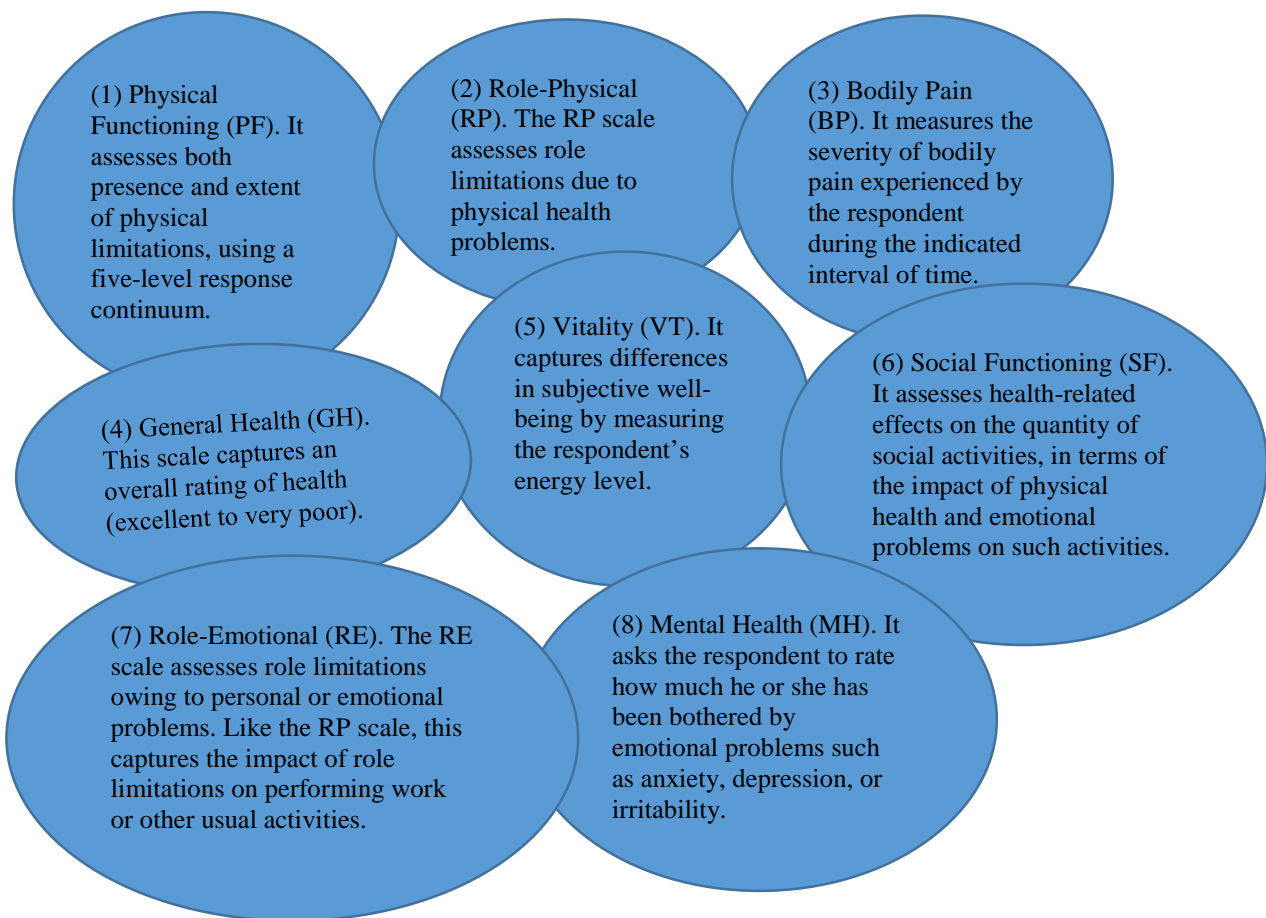 (1) Physical
Functioning (PF). It
assesses both
presence and extent
of physical
limitations, using a
five-level response
continuum.
(2) Role-Physical
(RP). The RP scale
assesses role
limitations due to
physical health
problems.
(3) Bodily Pain
(BP). It measures the
severity of bodily
pain experienced by
the respondent
during the indicated
interval of time.
(4) General Health (GH).
This scale captures an
overall rating of health
(excellent to very poor).
(5) Vitality (VT). It
captures differences
in subjective well-
being by measuring
the respondent’s
energy level.
(6) Social Functioning (SF).
It assesses health-related
effects on the quantity of
social activities, in terms of
the impact of physical
health and emotional
problems on such activities.
(7) Role-Emotional (RE). The RE
scale assesses role limitations
owing to personal or emotional
problems. Like the RP scale, this
captures the impact of role
limitations on performing work
or other usual activities.
(8) Mental Health (MH). It
asks the respondent to rate
how much he or she has
been bothered by
emotional problems such
as anxiety, depression, or
irritability.